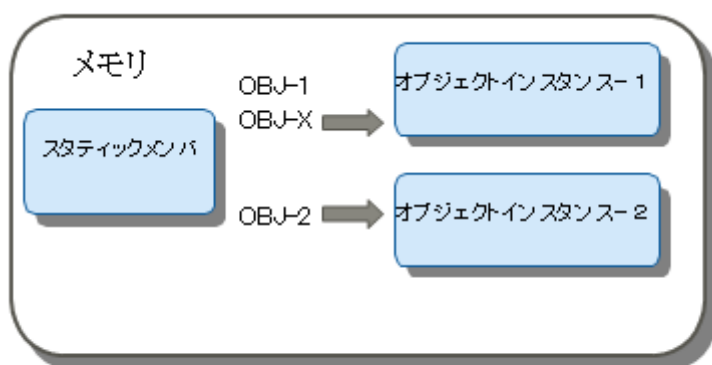 メモリ
スタティックメンバ
OBJ-1
OBJ-X
OBJ-2
オブジェクトインスタンスー１
オブジェクトインスタンスー２